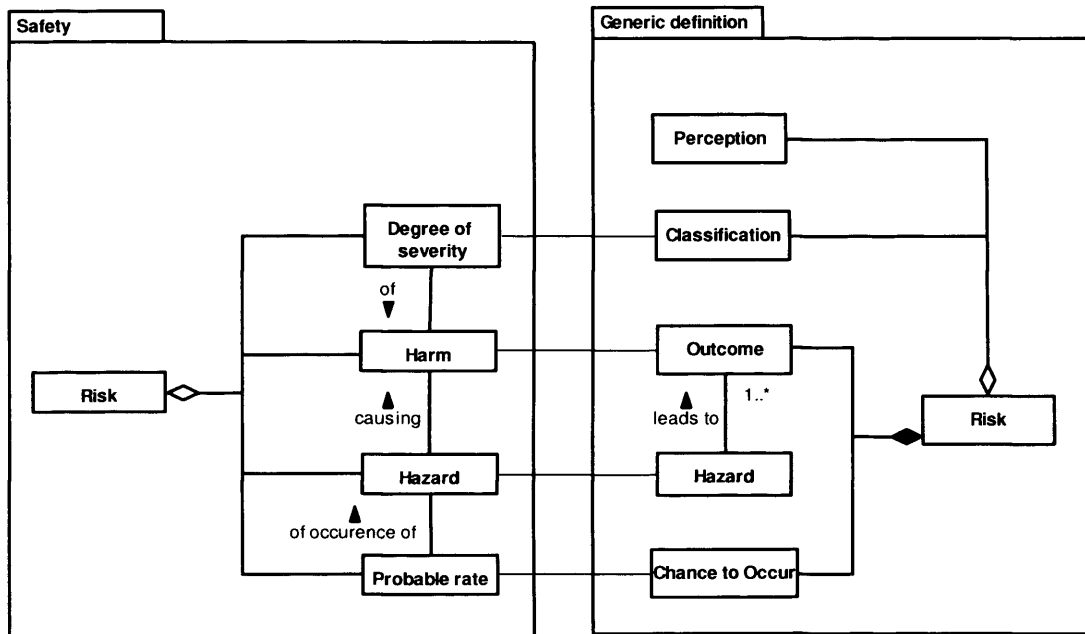 Safety
Degree of
severity
of
Harm
Risk
causing
Hazard
of occurence of
Probable rate
Generic definition
Perception
Classification
Outcome
1..*
leads to
Risk
Hazard
Chance to Occur